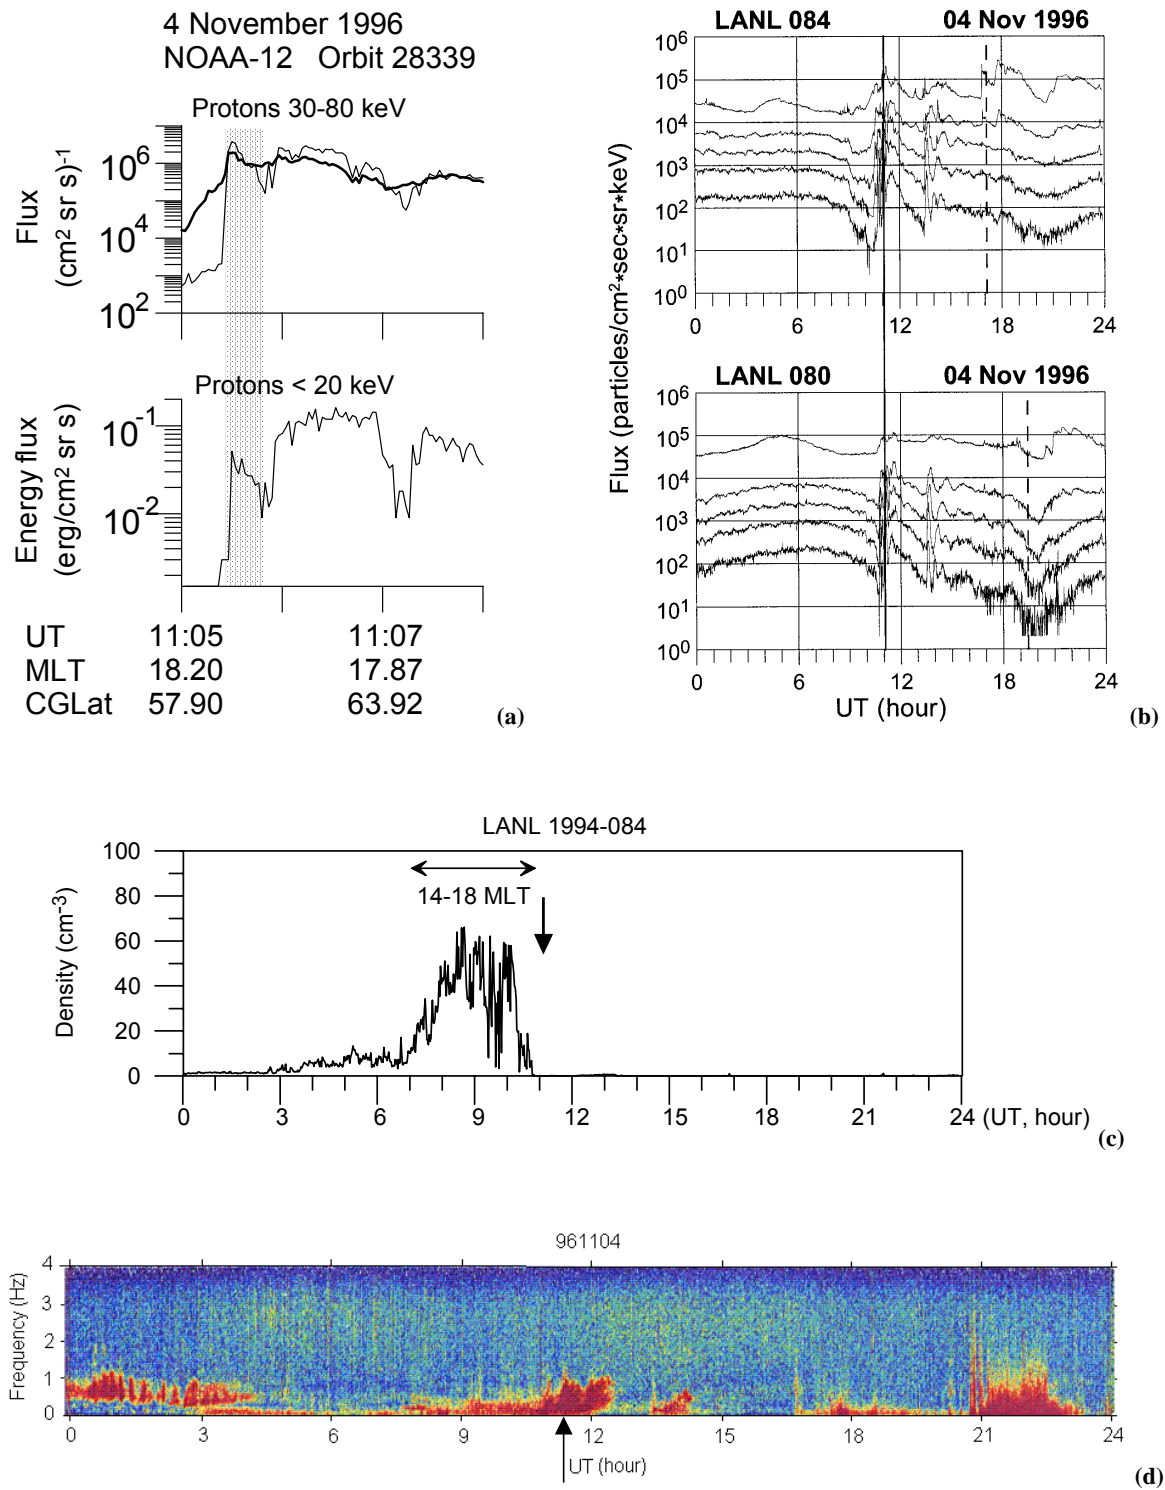 4 November 1996
NOAA-12 Orbit 28339
Protons 30-80 keV
Flux
(cm² sr s)⁻¹
10⁶
10⁴
10²
Protons < 20 keV
Energy flux
(erg/cm² sr s)
10⁻¹
10⁻²
UT 11:05 11:07
MLT 18.20 17.87
CGLat 57.90 63.92
(a)
LANL 084 04 Nov 1996
10⁶
10⁵
10⁴
10³
10²
10¹
10⁰
0 6 12 18 24
Flux (particles/cm²*sec*sr*keV)
LANL 080 04 Nov 1996
10⁶
10⁵
10⁴
10³
10²
10¹
10⁰
0 6 12 18 24
UT (hour)
(b)
LANL 1994-084
Density (cm⁻³)
100
80
60
40
20
0
14-18 MLT
0 3 6 9 12 15 18 21 24 (UT, hour)
(c)
961104
Frequency (Hz)
4
3
2
1
0
0 3 6 9 12 15 18 21 24
UT (hour)
(d)